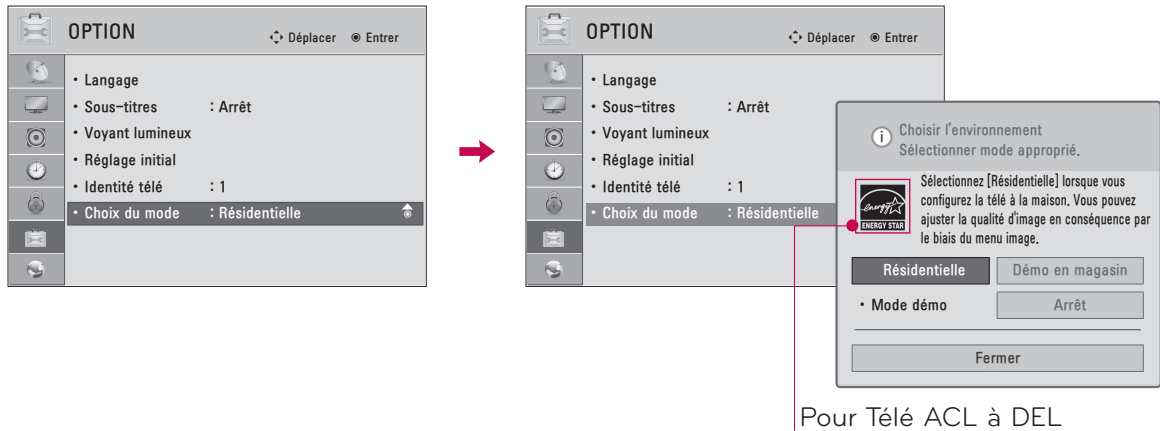 OPTION
Déplacer Entrer
• Langage
• Sous-titres : Arrêt
• Voyant lumineux
• Réglage initial
• Identité télé : 1
• Choix du mode : Résidentielle
OPTION
Déplacer Entrer
• Langage
• Sous-titres : Arrêt
• Voyant lumineux
• Réglage initial
• Identité télé : 1
• Choix du mode : Résidentielle
i
Choisir l'environnement
Sélectionner mode approprié.
energy
ENERGY STAR
Sélectionnez [Résidentielle] lorsque vous
configurez la télé à la maison. Vous pouvez
ajuster la qualité d'image en conséquence par
le biais du menu image.
Résidentielle Démo en magasin
• Mode démo Arrêt
Fermer
Pour Télé ACL à DEL